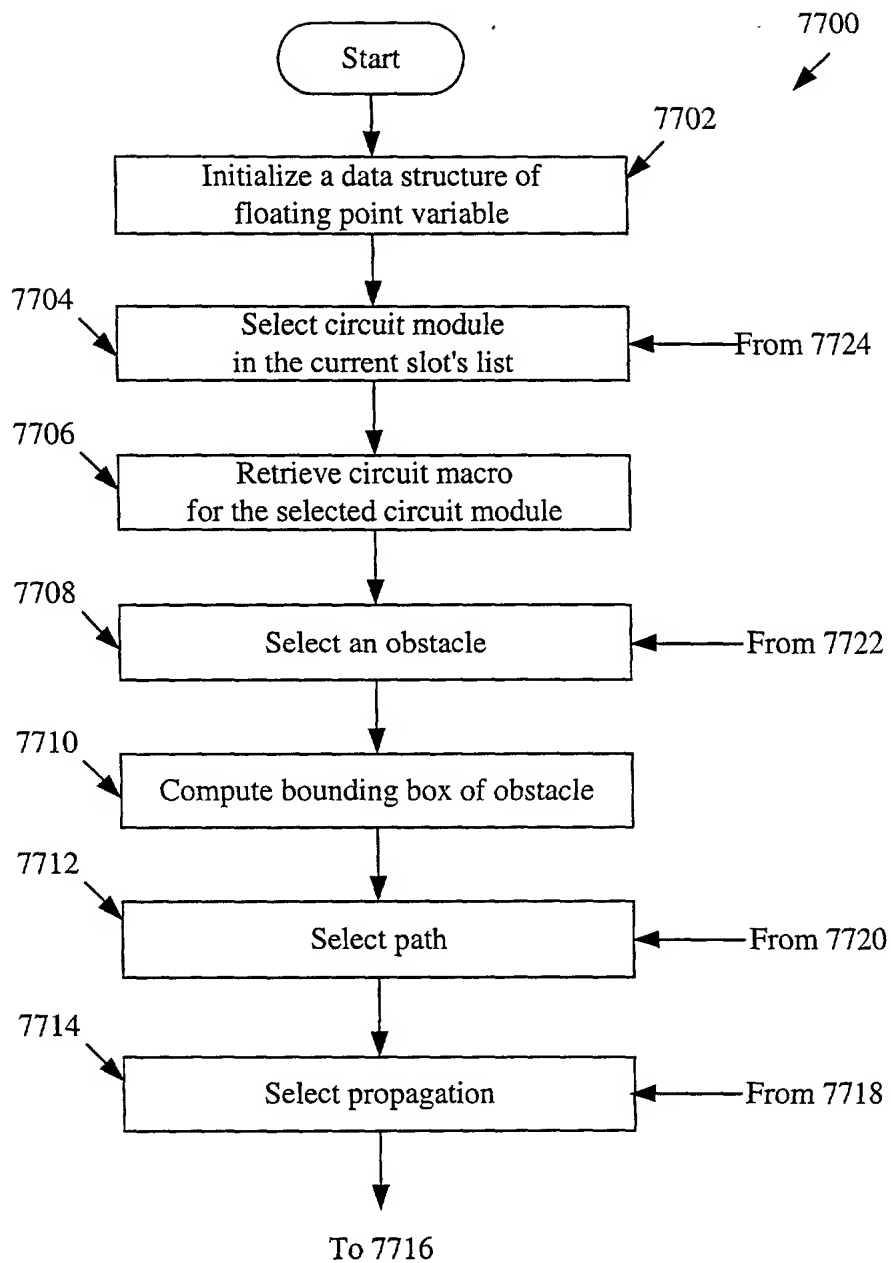 7700
Start
7702
Initialize a data structure of
floating point variable
7704
Select circuit module
in the current slot's list
From 7724
7706
Retrieve circuit macro
for the selected circuit module
7708
Select an obstacle
From 7722
7710
Compute bounding box of obstacle
7712
Select path
From 7720
7714
Select propagation
From 7718
To 7716